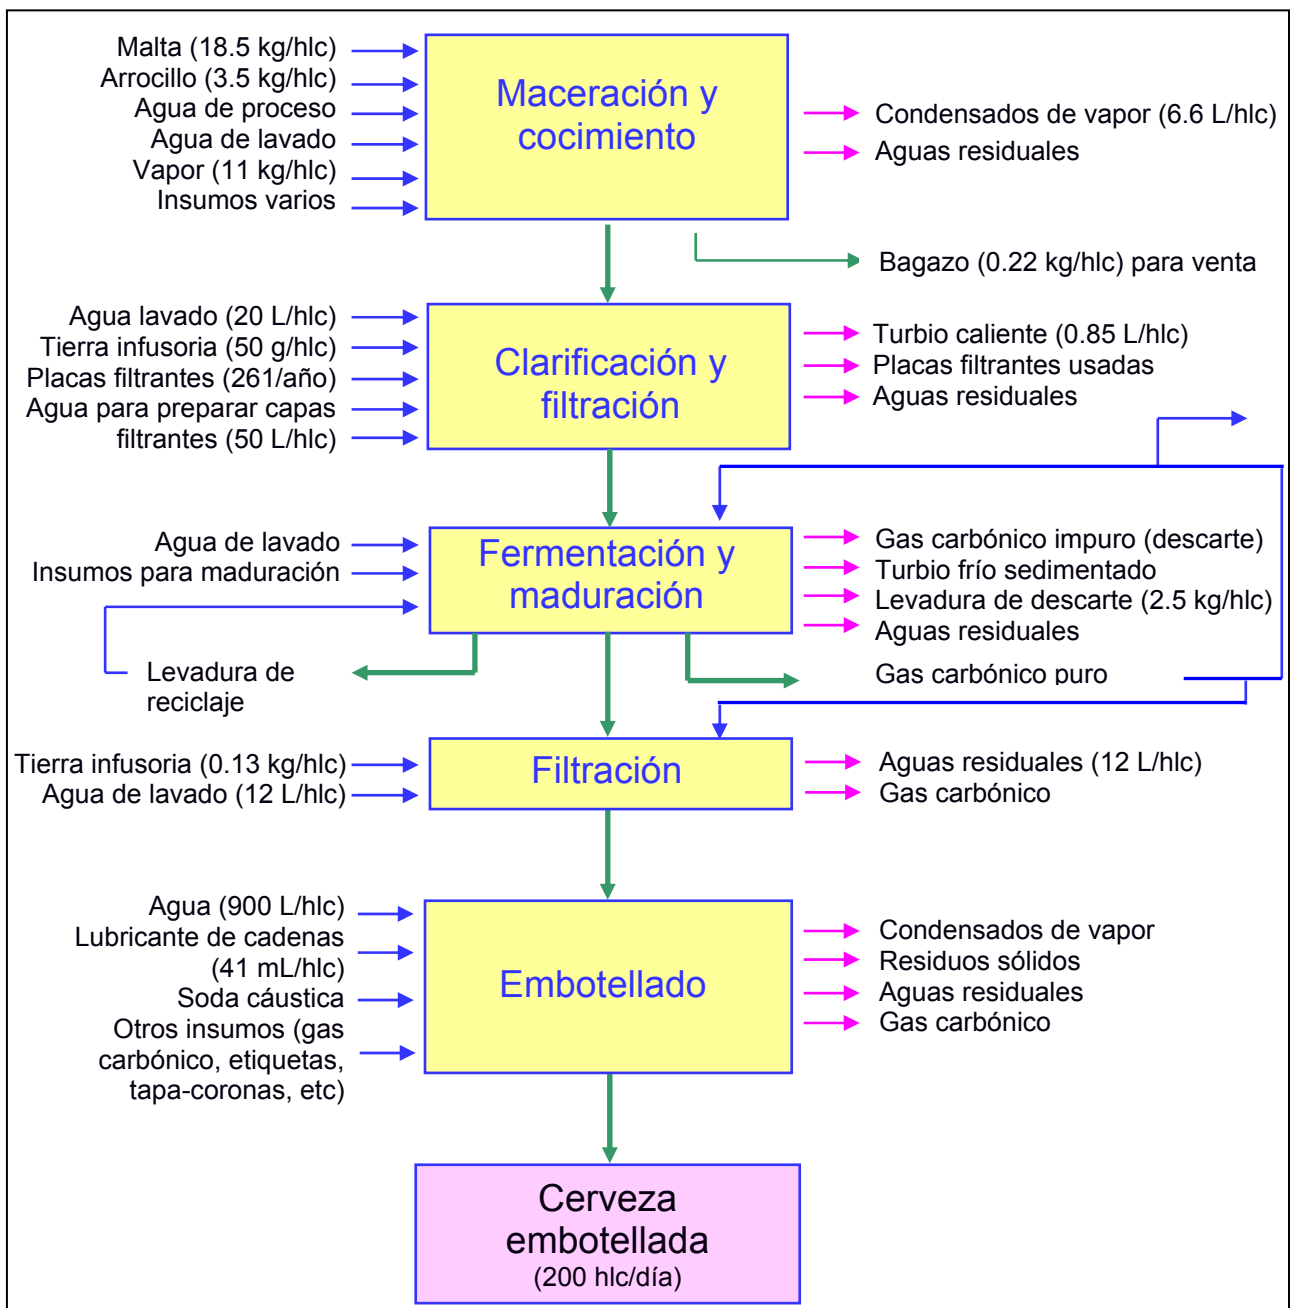 Malta (18.5 kg/hlc)
Arrocillo (3.5 kg/hlc)
Agua de proceso
Agua de lavado
Vapor (11 kg/hlc)
Insumos varios
Maceración y
cocimiento
Condensados de vapor (6.6 L/hlc)
Aguas residuales
Bagazo (0.22 kg/hlc) para venta
Agua lavado (20 L/hlc)
Tierra infusoria (50 g/hlc)
Placas filtrantes (261/año)
Agua para preparar capas
filtrantes (50 L/hlc)
Clarificación y
filtración
Turbio caliente (0.85 L/hlc)
Placas filtrantes usadas
Aguas residuales
Agua de lavado
Insumos para maduración
Fermentación y
maduración
Gas carbónico impuro (descarte)
Turbio frío sedimentado
Levadura de descarte (2.5 kg/hlc)
Aguas residuales
Levadura de
reciclaje
Gas carbónico puro
Tierra infusoria (0.13 kg/hlc)
Agua de lavado (12 L/hlc)
Filtración
Aguas residuales (12 L/hlc)
Gas carbónico
Agua (900 L/hlc)
Lubricante de cadenas
(41 mL/hlc)
Soda cáustica
Otros insumos (gas
carbónico, etiquetas,
tapa-coronas, etc)
Embotellado
Condensados de vapor
Residuos sólidos
Aguas residuales
Gas carbónico
Cerveza
embotellada
(200 hlc/día)